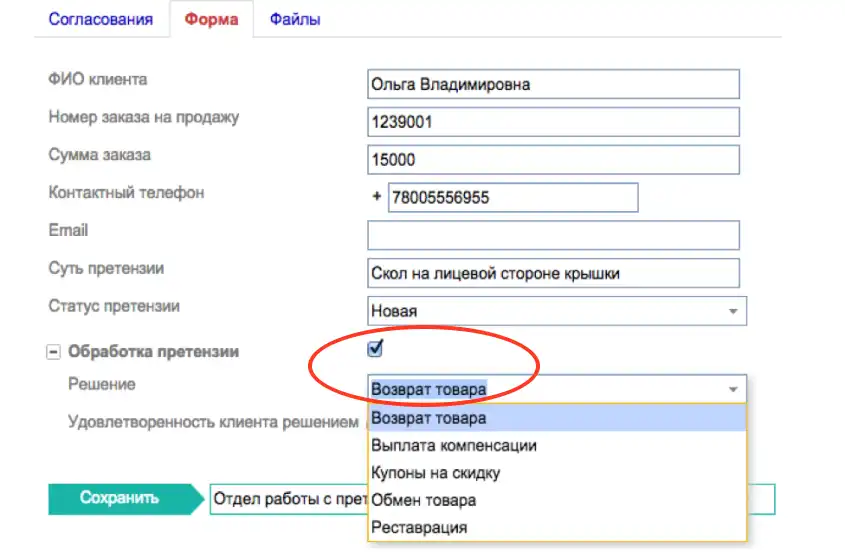 Согласования Форма Файлы
ФИО клиента Ольга Владимировна
Номер заказа на продажу 1239001
Сумма заказа 15000
Контактный телефон + 78005556955
Email
Суть претензии Скол на лицевой стороне крышки
Статус претензии Новая
Обработка претензии
Решение Возврат товара
Возврат товара
Удовлетворенность клиента решением
Выплата компенсации
Купоны на скидку
Сохранить Отдел работы с прет
Обмен товара
Реставрация